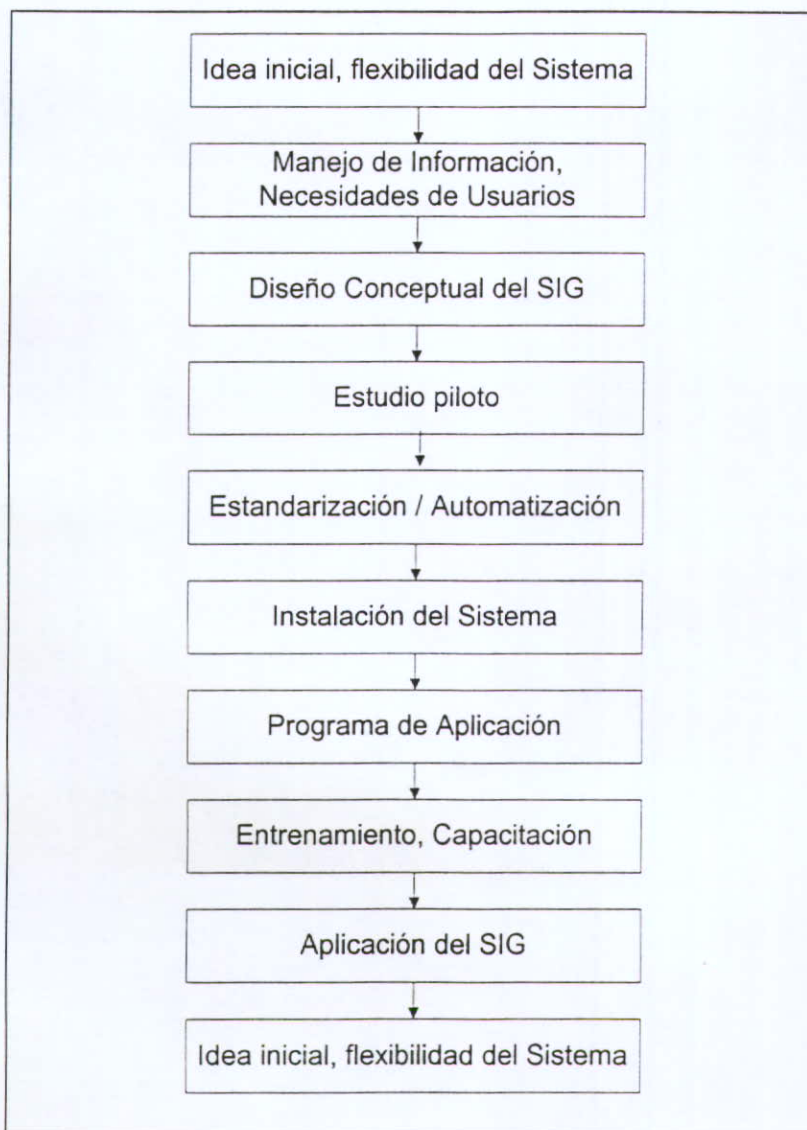 Idea inicial, flexibilidad del Sistema
Manejo de Información,
Necesidades de Usuarios
Diseño Conceptual del SIG
Estudio piloto
Estandarización / Automatización
Instalación del Sistema
Programa de Aplicación
Entrenamiento, Capacitación
Aplicación del SIG
Idea inicial, flexibilidad del Sistema